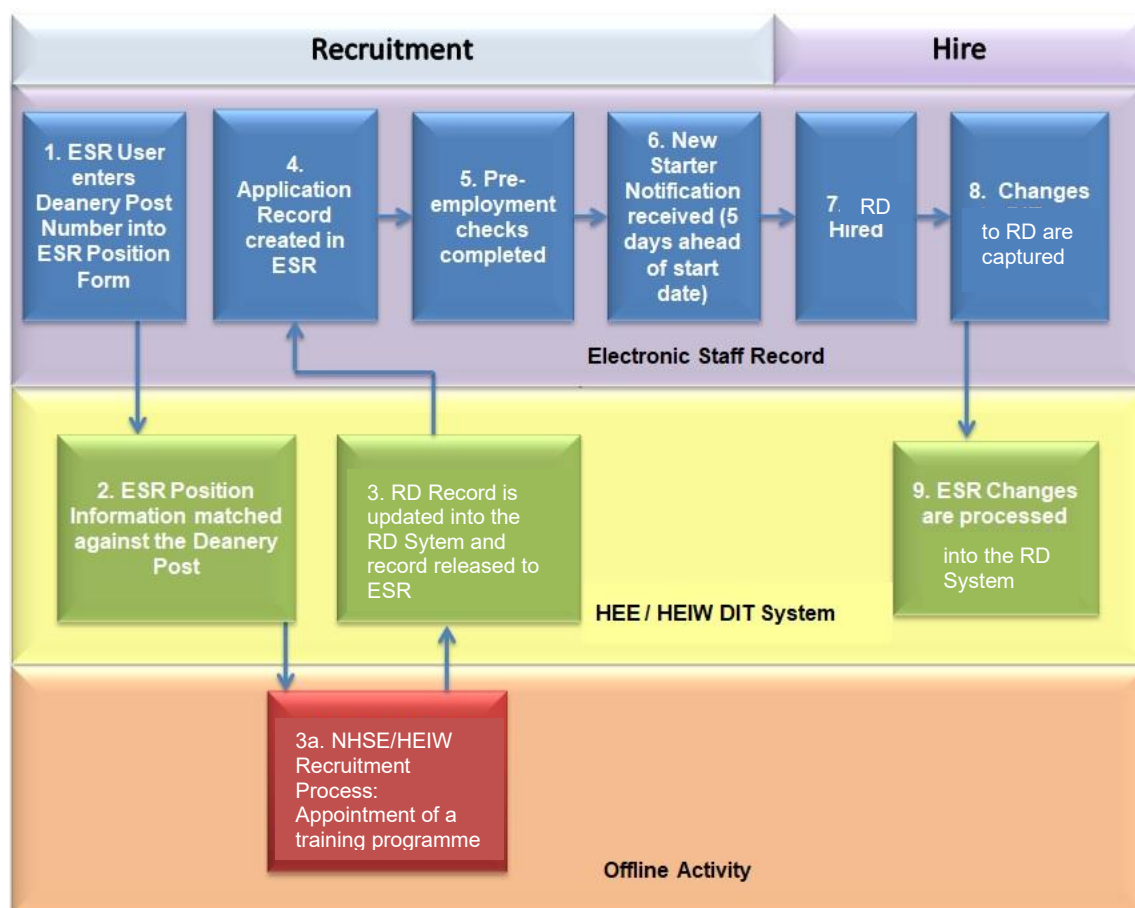 Recruitment
Hire
1. ESR User
enters
Deanery Post
Number into
ESR Position
Form
4.
Application
Record
created in
ESR
5. Pre-
employment
checks
completed
6. New
Starter
Notification
received (5
days ahead
of start
date)
7. RD
Hired
8. Changes
to RD are
captured
Electronic Staff Record
2. ESR Position
Information matched
against the Deanery
Post
3. RD Record is
updated into the
RD Sytem and
record released to
ESR
9. ESR Changes
are processed
into the RD
System
HEE / HEIW DIT System
3a. NHSE/HEIW
Recruitment
Process:
Appointment of a
training programme
Offline Activity